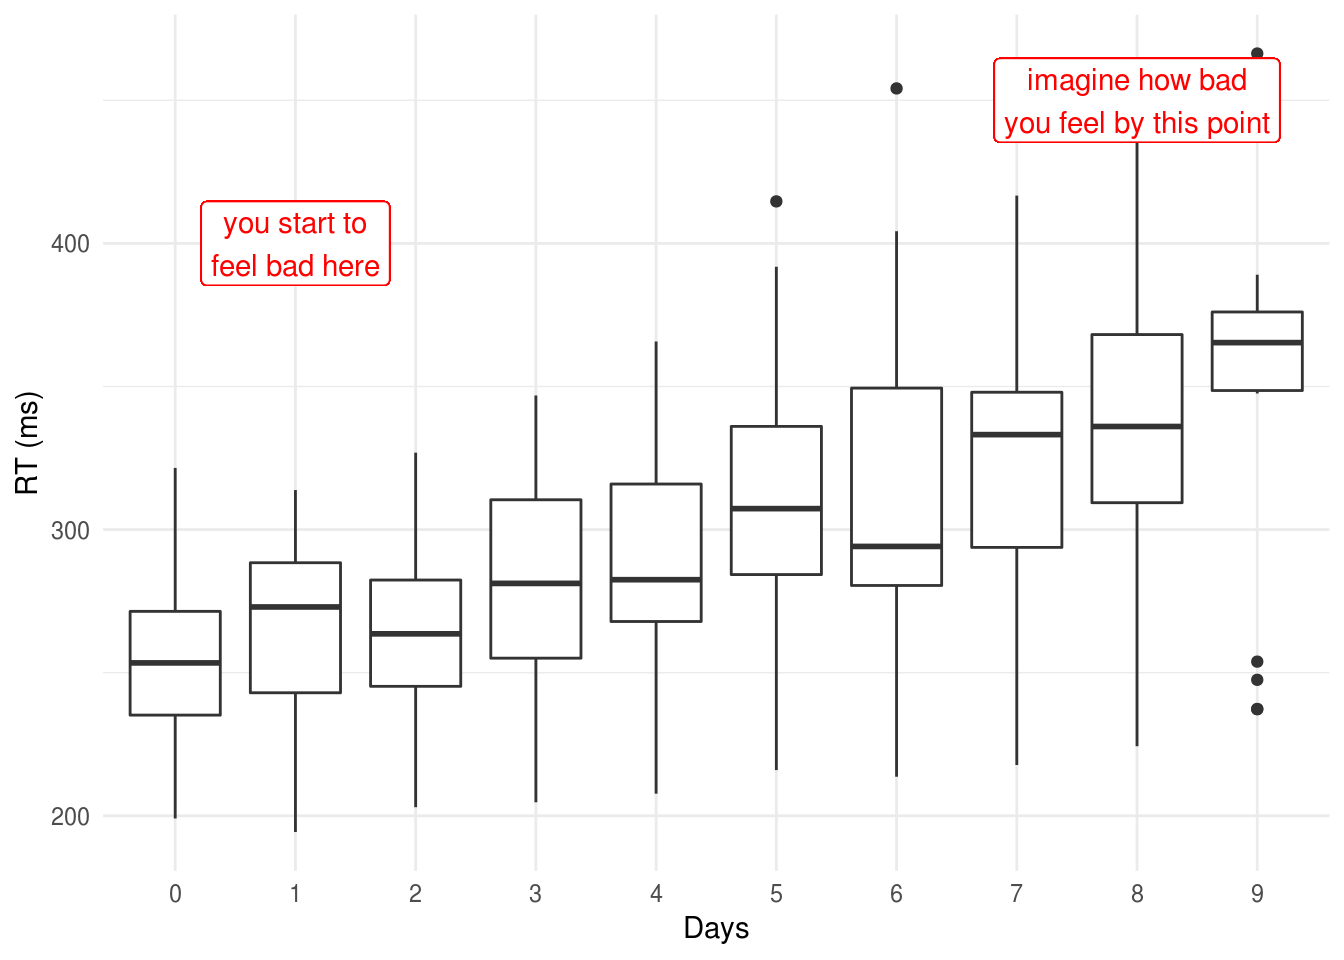 imagine how bad
you feel by this point
you start to
feel bad here
400
300
200
RT (ms)
0 1 2 3 4 5 6 7 8 9
Days